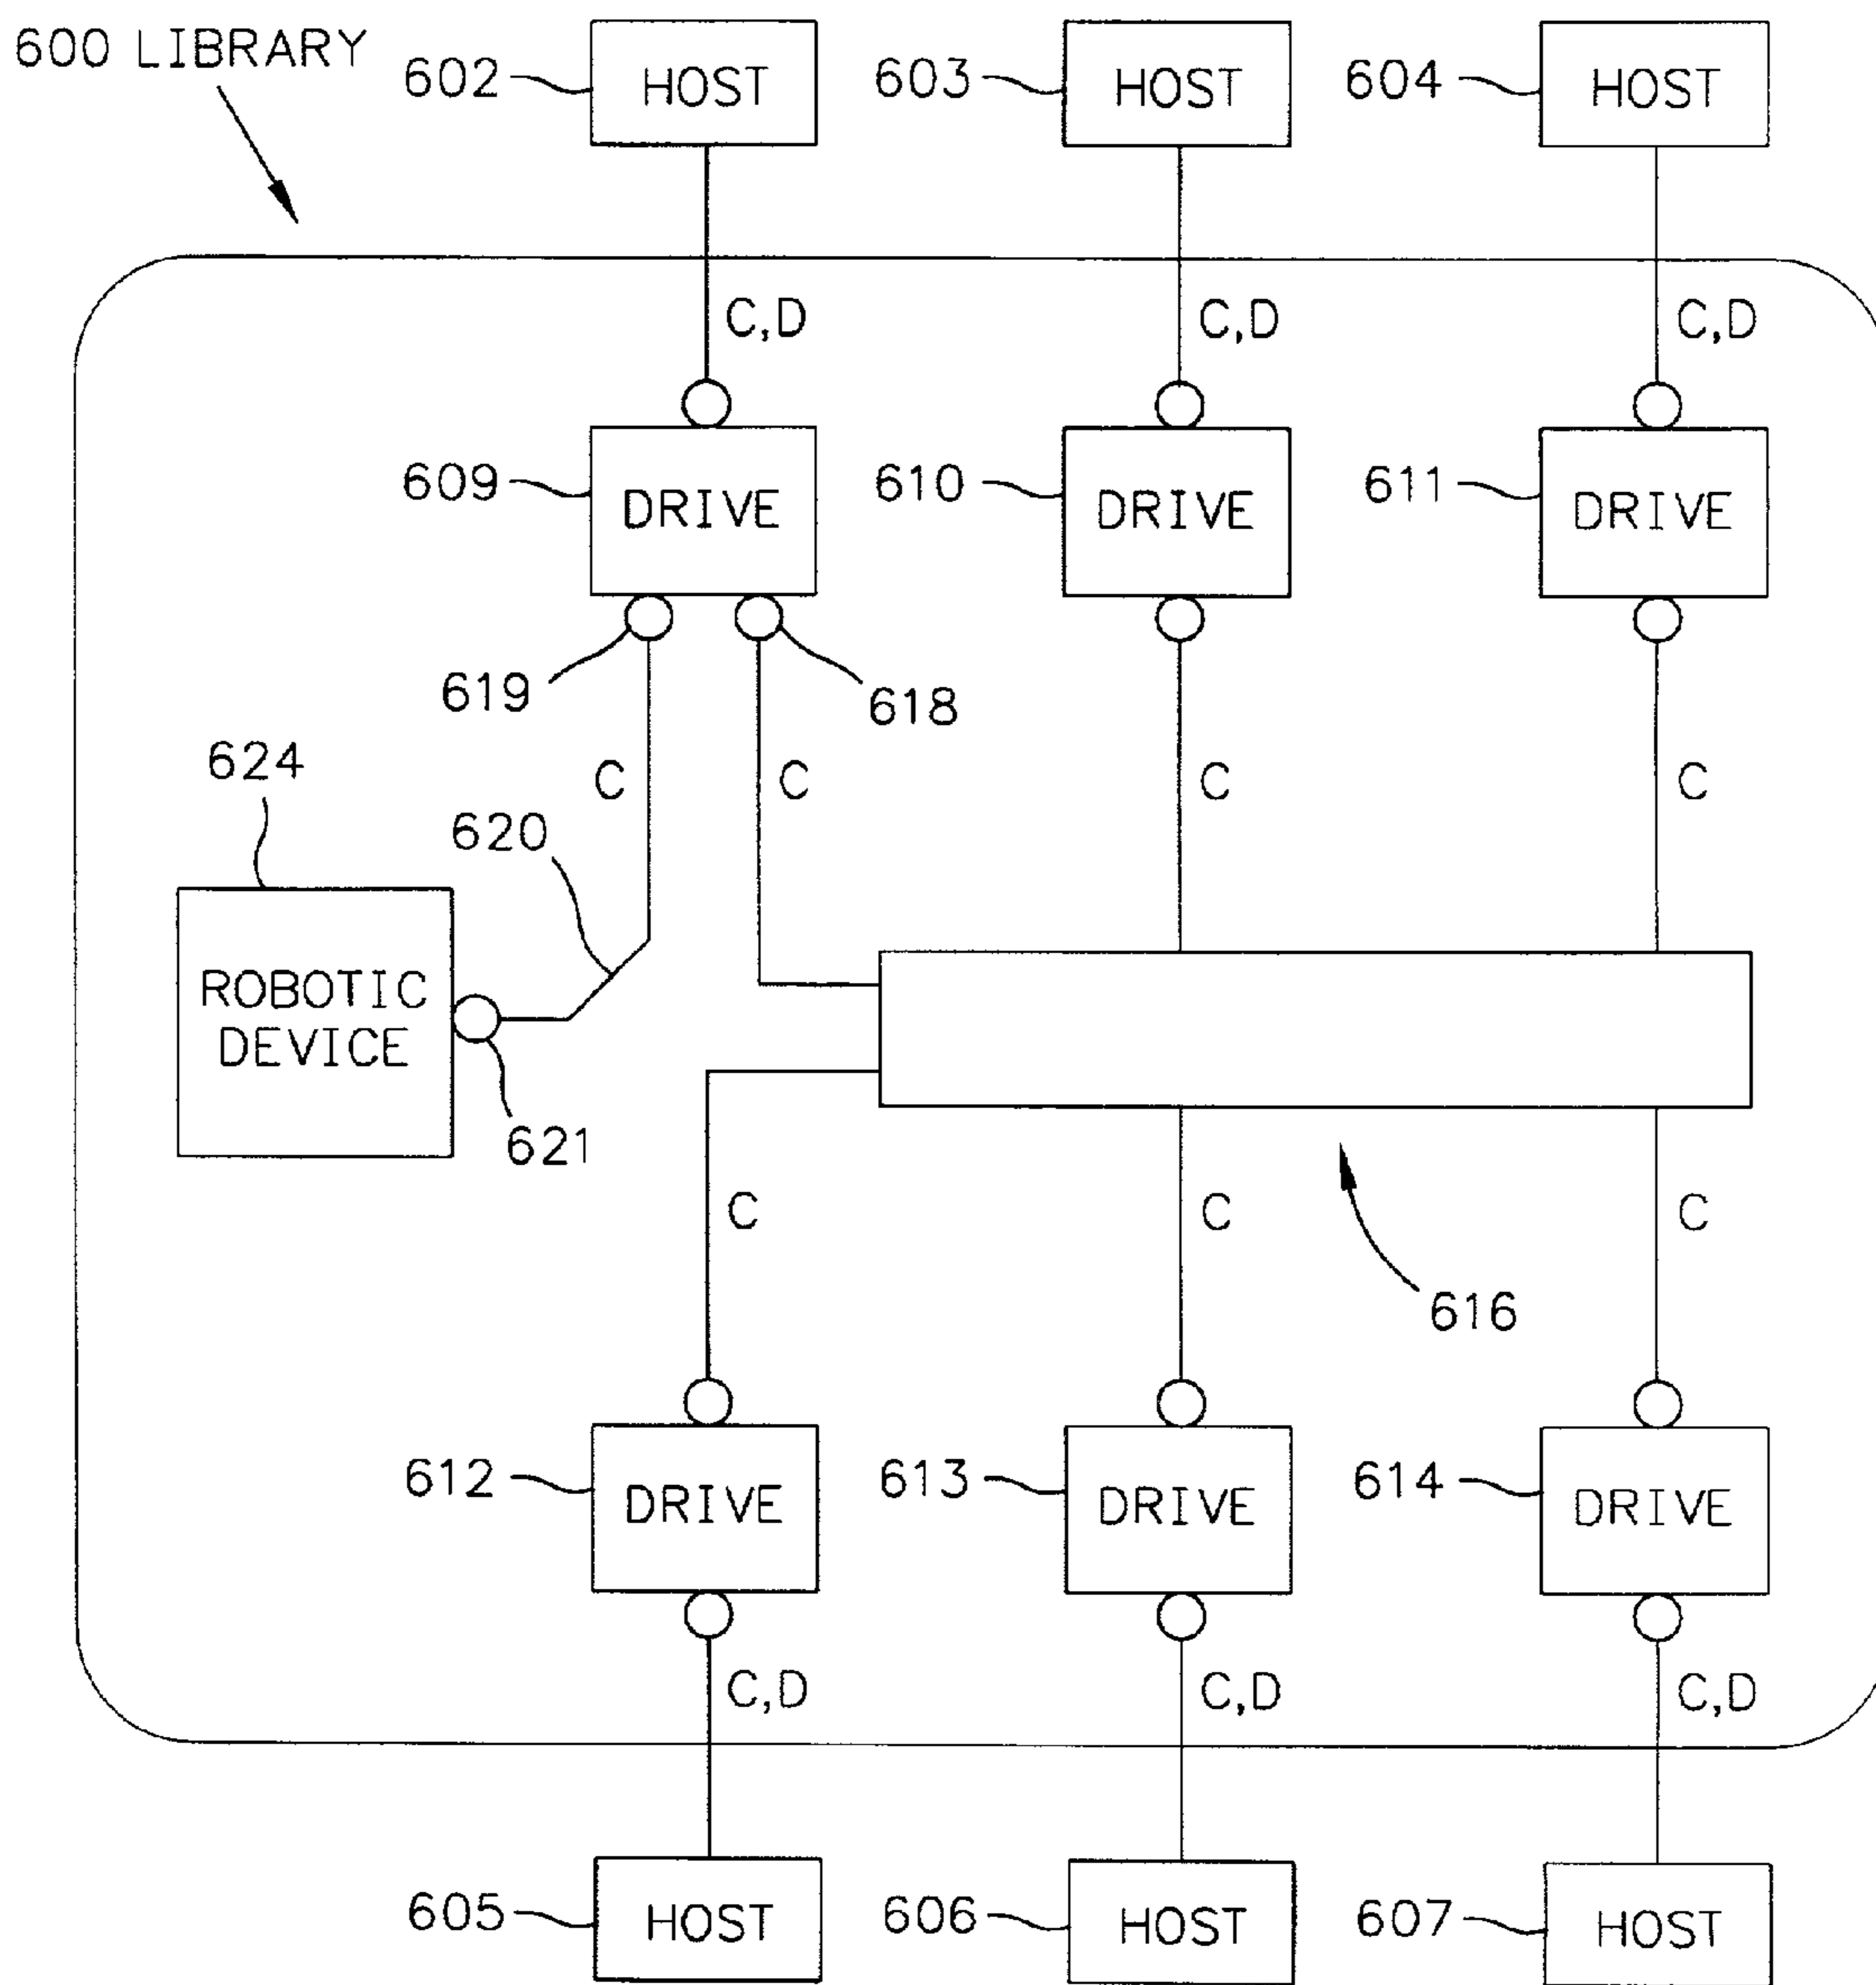 600 LIBRARY
602 HOST
603 HOST
604 HOST
C,D
C,D
C,D
609 DRIVE
610 DRIVE
611 DRIVE
619
618
624
C
C
C
C
620
ROBOTIC
DEVICE
621
C
C
C
616
612 DRIVE
613 DRIVE
614 DRIVE
C,D
C,D
C,D
605 HOST
606 HOST
607 HOST